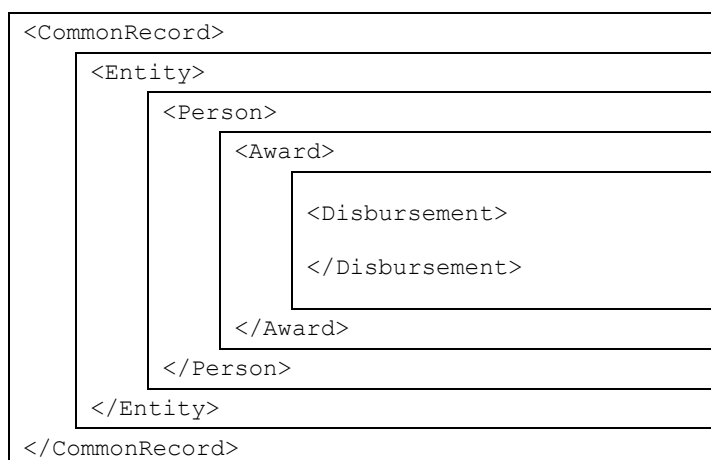 <CommonRecord>
<Entity>
<Person>
<Award>
<Disbursement>
</Disbursement>
</Award>
</Person>
</Entity>
</CommonRecord>